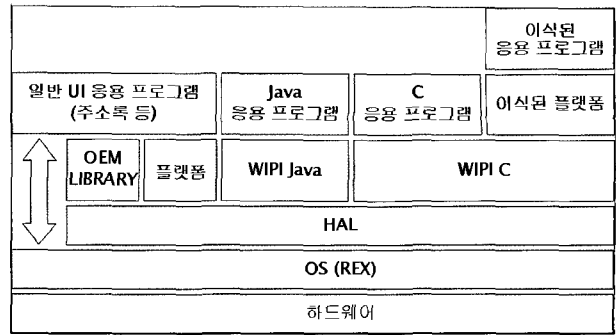 이식된
응용 프로그램
일반 UI 응용 프로그램
(주소록 등)
Java
응용 프로그램
C
응용 프로그램
이식된 플랫폼
OEM
LIBRARY
플랫폼
WIPI Java
WIPI C
HAL
OS (REX)
하드웨어